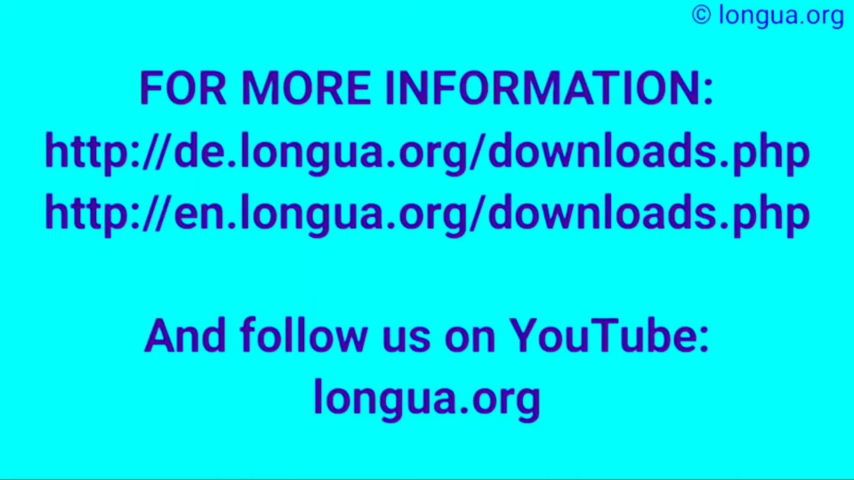 © longua.org
FOR MORE INFORMATION:
http://de.longua.org/downloads.php
http://en.longua.org/downloads.php
And follow us on YouTube:
longua.org